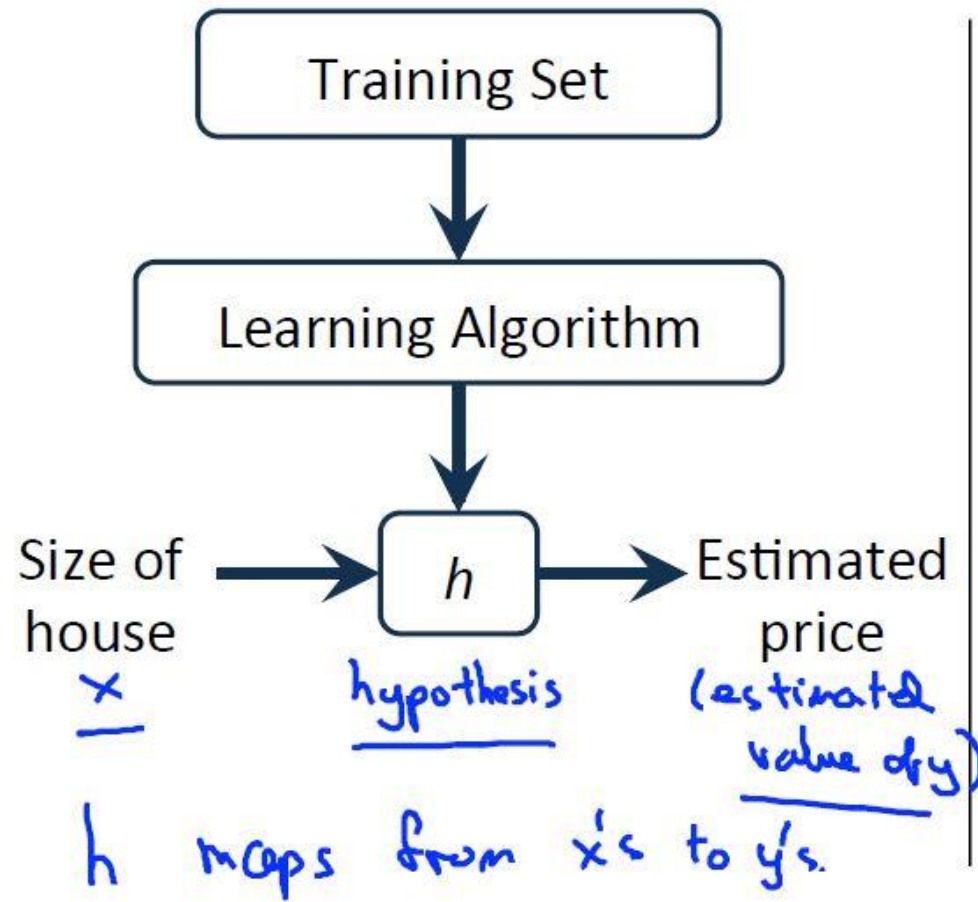 Training Set
Learning Algorithm
Size of
house
h
Estimated
price
x
hypothesis
(estimated
value of y)
h maps from x's to y's.